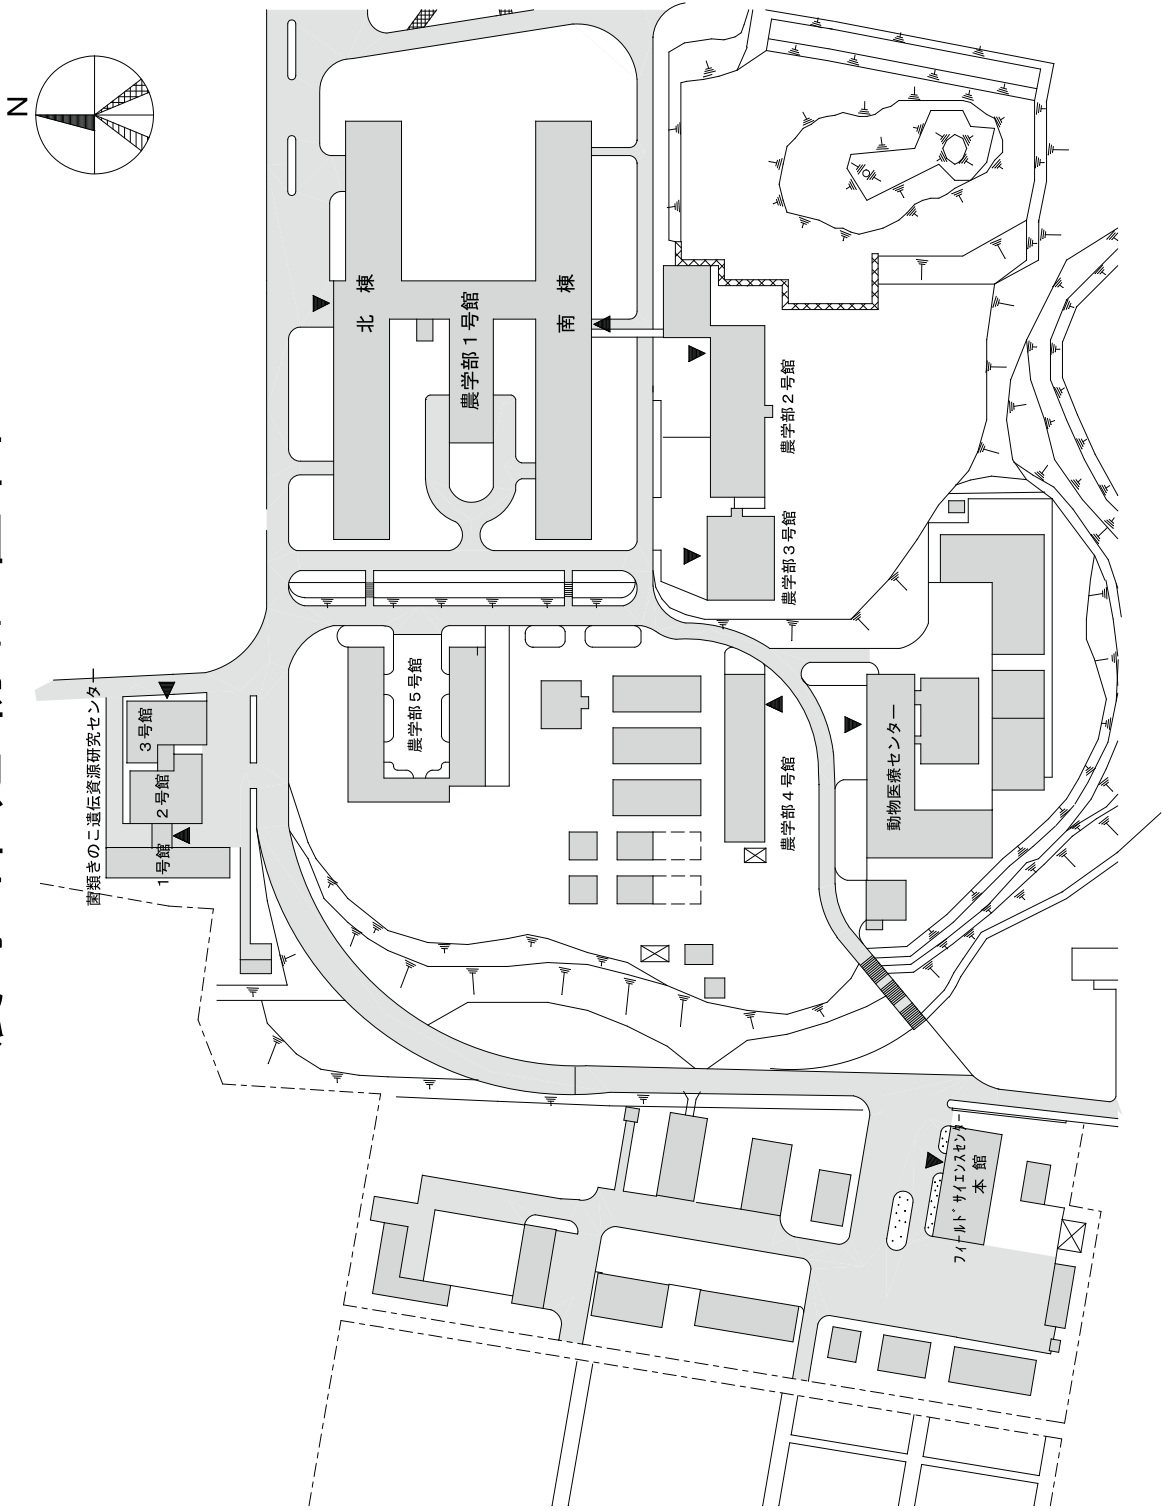 N
北棟
農学部1号館
南棟
農学部2号館
農学部3号館
農学部5号館
農学部4号館
動物医療センター
菌類きのこ遺伝資源研究センター
3号館
2号館
1号館
フィールドサイエンスセンター
本館